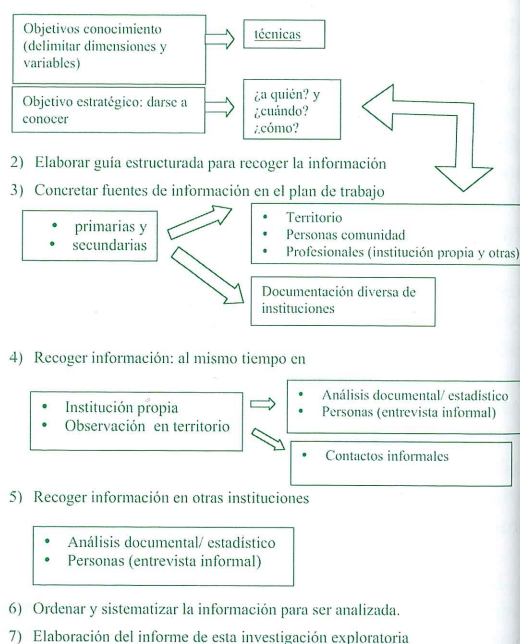 Objetivos conocimiento
(delimitar dimensiones y
variables)
técnicas
Objetivo estratégico: darse a
conocer
¿a quién? y
¿cuándo?
¿cómo?
2) Elaborar guía estructurada para recoger la información
3) Concretar fuentes de información en el plan de trabajo
• primarias y
• secundarias
• Territorio
• Personas comunidad
• Profesionales (institución propia y otras)
Documentación diversa de
instituciones
4) Recoger información: al mismo tiempo en
• Institución propia
• Observación en territorio
• Análisis documental/ estadístico
• Personas (entrevista informal)
• Contactos informales
5) Recoger información en otras instituciones
• Análisis documental/ estadístico
• Personas (entrevista informal)
6) Ordenar y sistematizar la información para ser analizada.
7) Elaboración del informe de esta investigación exploratoria